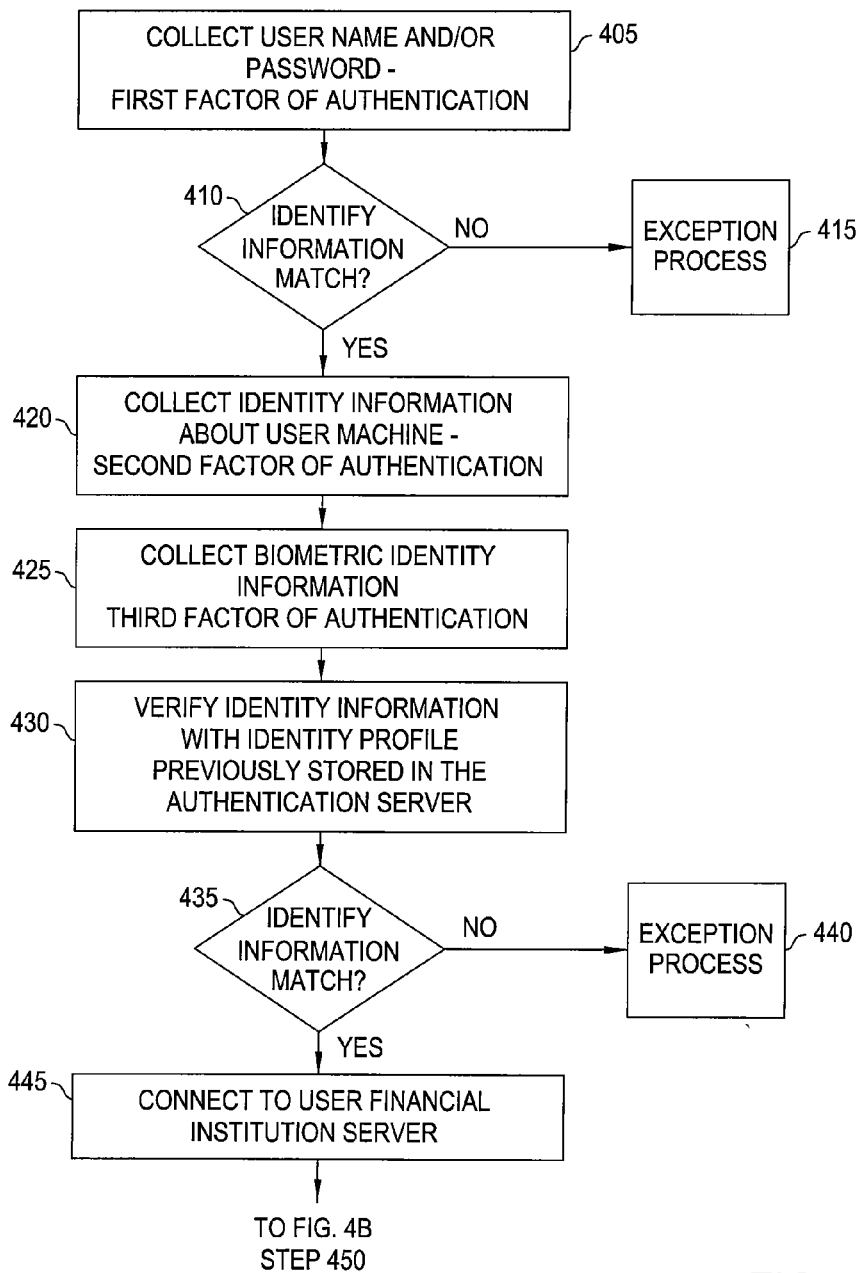 COLLECT USER NAME AND/OR
PASSWORD -
FIRST FACTOR OF AUTHENTICATION
405
410
IDENTIFY
INFORMATION
MATCH?
NO
EXCEPTION
PROCESS
415
YES
420
COLLECT IDENTITY INFORMATION
ABOUT USER MACHINE -
SECOND FACTOR OF AUTHENTICATION
425
COLLECT BIOMETRIC IDENTITY
INFORMATION
THIRD FACTOR OF AUTHENTICATION
430
VERIFY IDENTITY INFORMATION
WITH IDENTITY PROFILE
PREVIOUSLY STORED IN THE
AUTHENTICATION SERVER
435
IDENTIFY
INFORMATION
MATCH?
NO
EXCEPTION
PROCESS
440
YES
445
CONNECT TO USER FINANCIAL
INSTITUTION SERVER
TO FIG. 4B
STEP 450